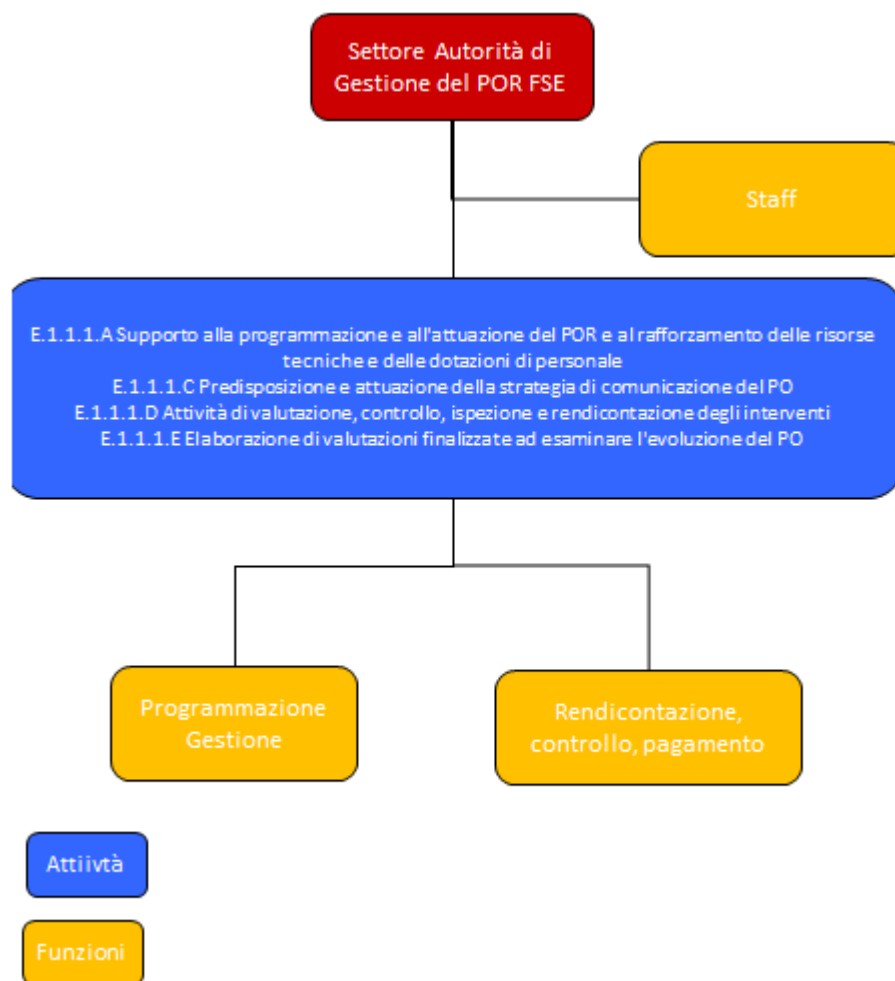 Settore Autorità di
Gestione del POR FSE
Staff
E.1.1.1.A Supporto alla programmazione e all'attuazione del POR e al rafforzamento delle risorse
tecniche e delle dotazioni di personale
E.1.1.1.C Predisposizione e attuazione della strategia di comunicazione del PO
E.1.1.1.D Attività di valutazione, controllo, ispezione e rendicontazione degli interventi
E.1.1.1.E Elaborazione di valutazioni finalizzate ad esaminare l'evoluzione del PO
Programmazione
Gestione
Rendicontazione,
controllo, pagamento
Attiivtà
Funzioni